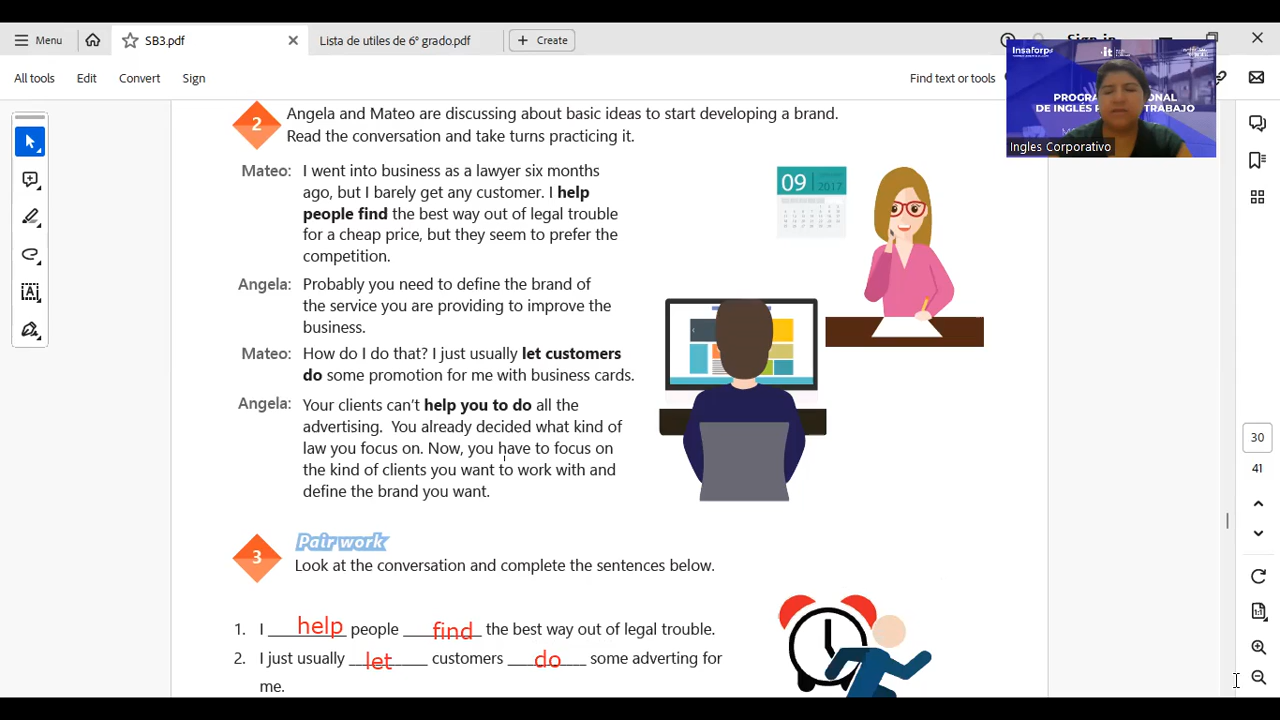 Menu
SB3.pdf
Lista de utiles de 6º grado.pdf
Create
Sign in
All tools
Edit
Convert
Sign
Find text or tools
Insaforp
PROGRA
IONAL
DE INGLÉS P
TRABAJO
Ingles Corporativo
2
Angela and Mateo are discussing about basic ideas to start developing a brand.
Read the conversation and take turns practicing it.
Mateo: I went into business as a lawyer six months
ago, but I barely get any customer. I help
people find the best way out of legal trouble
for a cheap price, but they seem to prefer the
competition.
Angela: Probably you need to define the brand of
the service you are providing to improve the
business.
Mateo: How do I do that? I just usually let customers
do some promotion for me with business cards.
Angela: Your clients can't help you to do all the
advertising. You already decided what kind of
law you focus on. Now, you have to focus on
the kind of clients you want to work with and
define the brand you want.
09
2017
3
Pair work
Look at the conversation and complete the sentences below.
1. I help people find the best way out of legal trouble.
2. I just usually let customers do some adverting for
me.
30
41